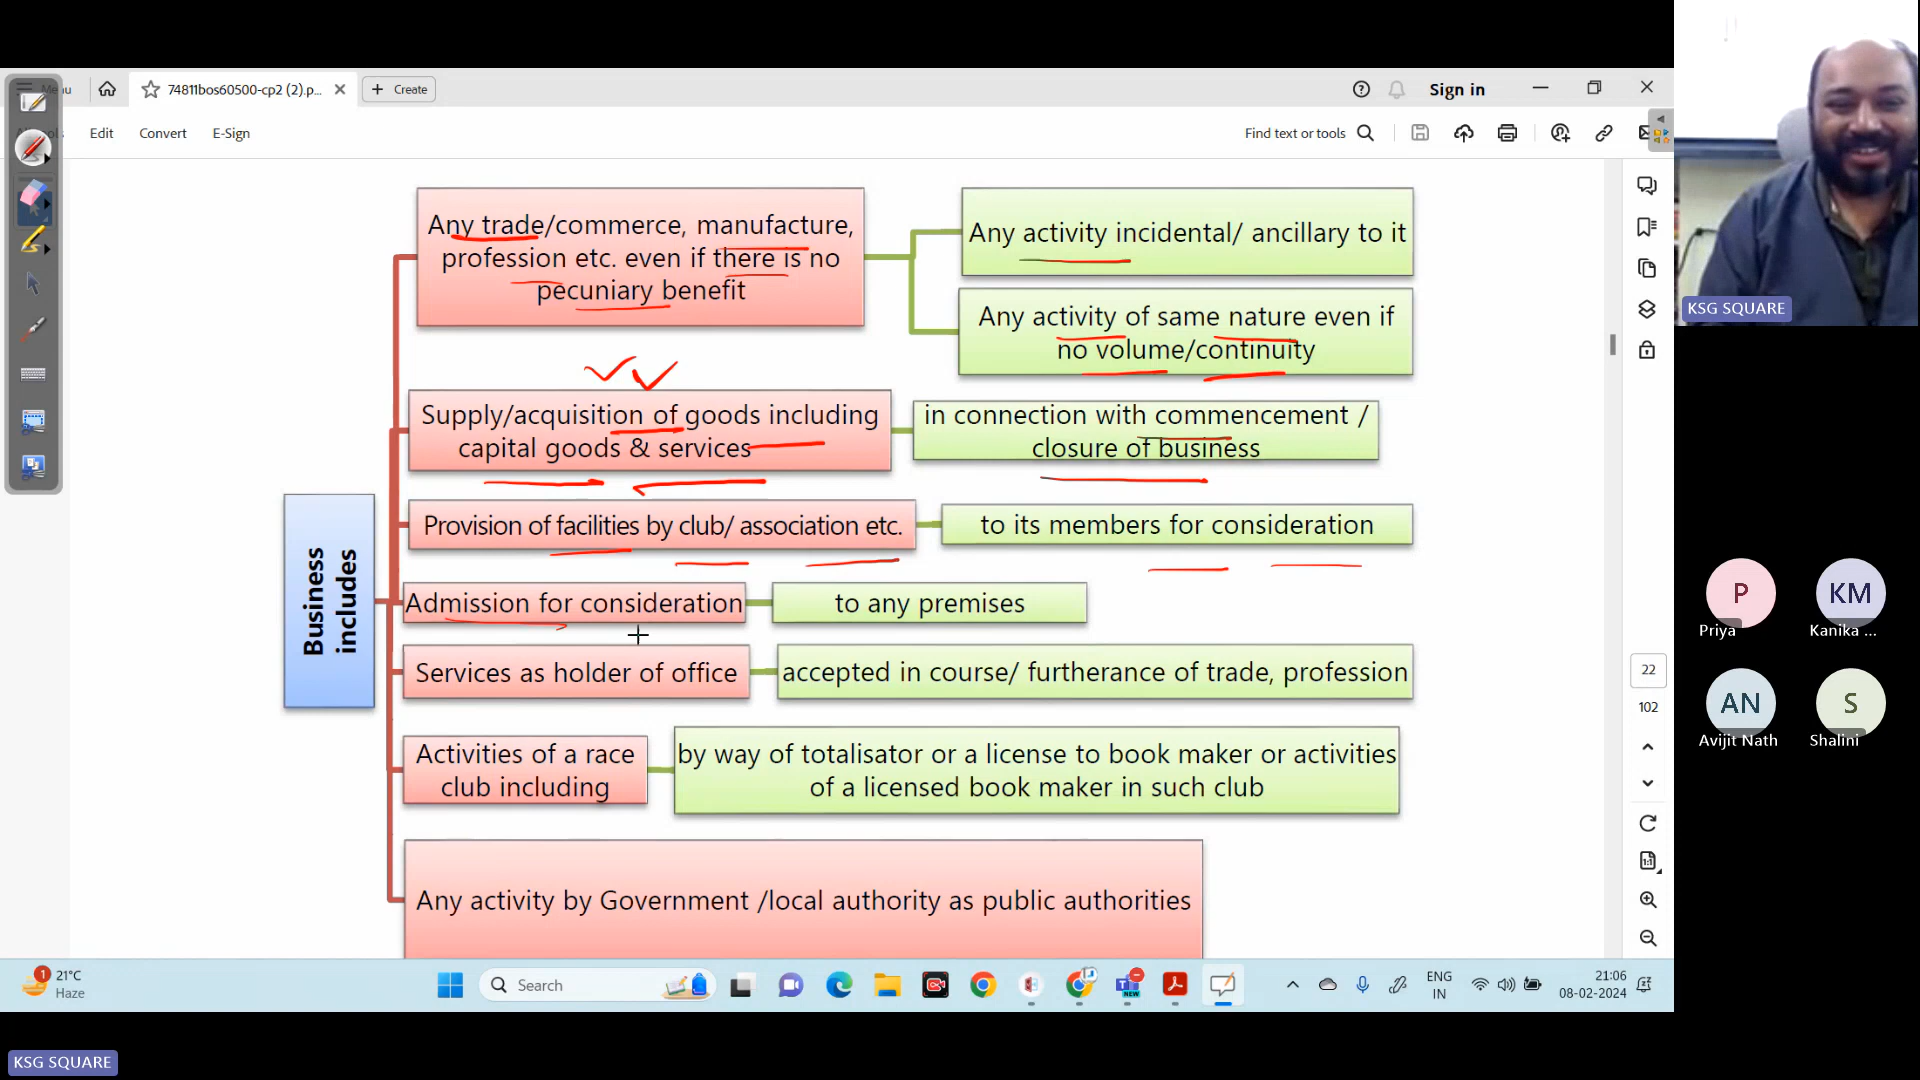 Menu
74811bos60500-cp2 (2).p...
Create
Sign in
Edit
Convert
E-Sign
Find text or tools
Any trade/commerce, manufacture,
profession etc. even if there is no
pecuniary benefit
Any activity incidental/ ancillary to it
Any activity of same nature even if
no volume/continuity
Supply/acquisition of goods including
capital goods & services
in connection with commencement /
closure of business
Provision of facilities by club/ association etc.
to its members for consideration
Business
includes
Admission for consideration
to any premises
Services as holder of office
accepted in course/ furtherance of trade, profession
Activities of a race
club including
by way of totalisator or a license to book maker or activities
of a licensed book maker in such club
Any activity by Government /local authority as public authorities
22
102
KSG SQUARE
P
Priya
KM
Kanika ...
AN
Avijit Nath
S
Shalini
1
21°C
Haze
Search
NEW
ENG
IN
21:06
08-02-2024
KSG SQUARE